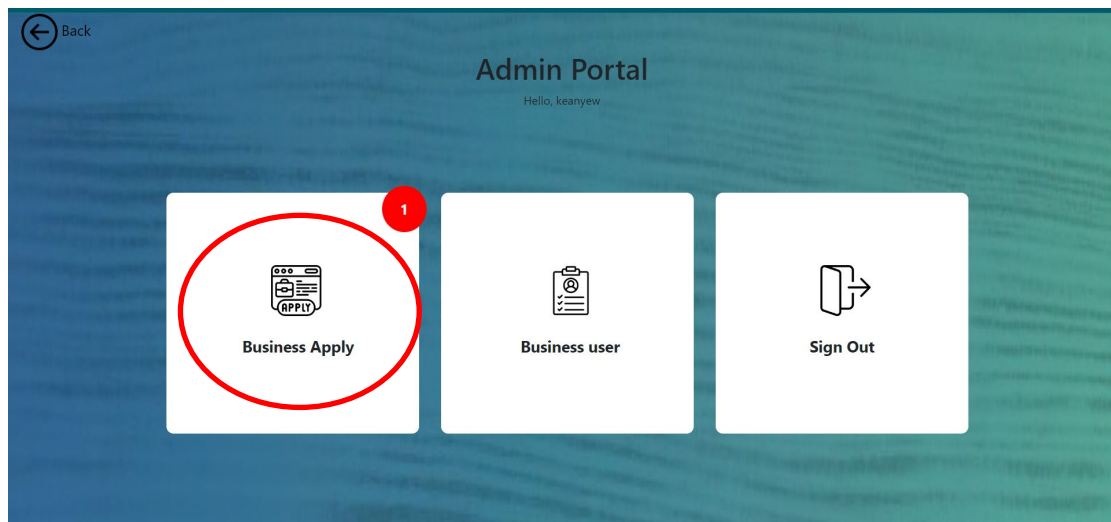 Back
Admin Portal
Hello, keanyew
1
APPLY
Business Apply
Business user
Sign Out